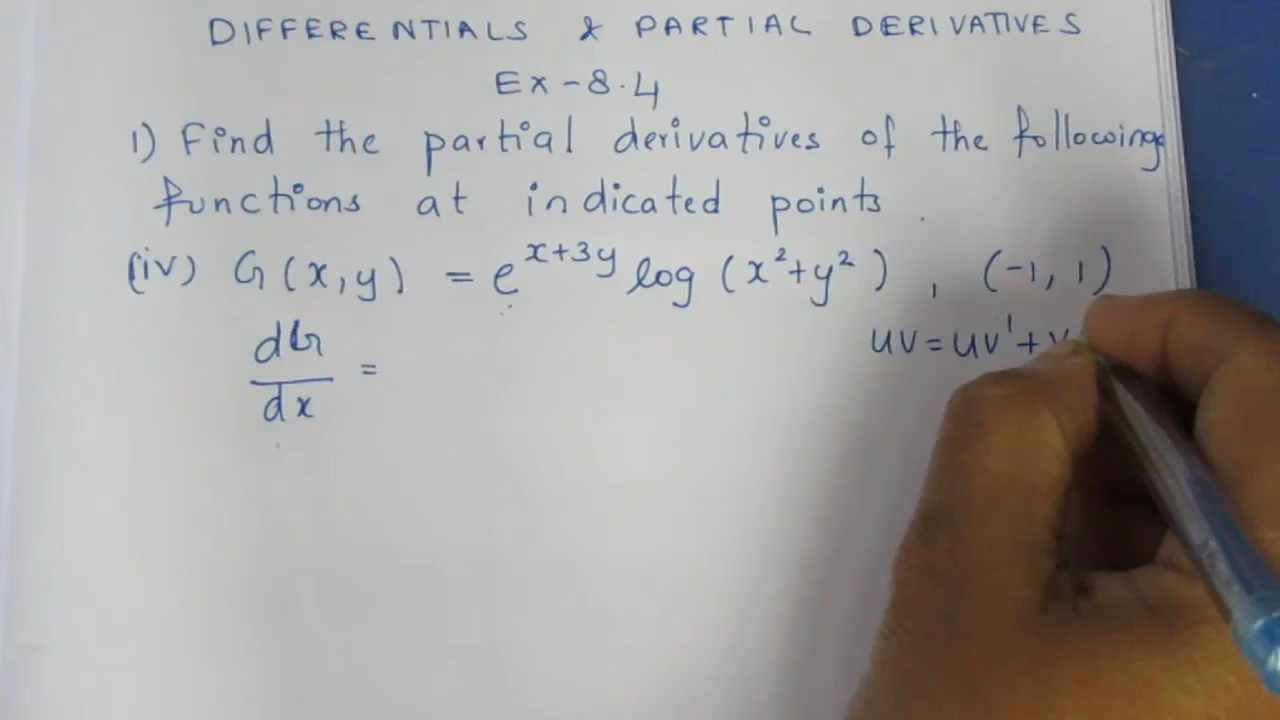 DIFFERENTIALS & PARTIAL DERIVATIVES
Ex - 8.4
1) Find the partial derivatives of the following
functions at indicated points.
(iv) G(x,y) = e^{x+3y} log (x²+y²) , (-1, 1)
dG/dx =
uv = uv' + v